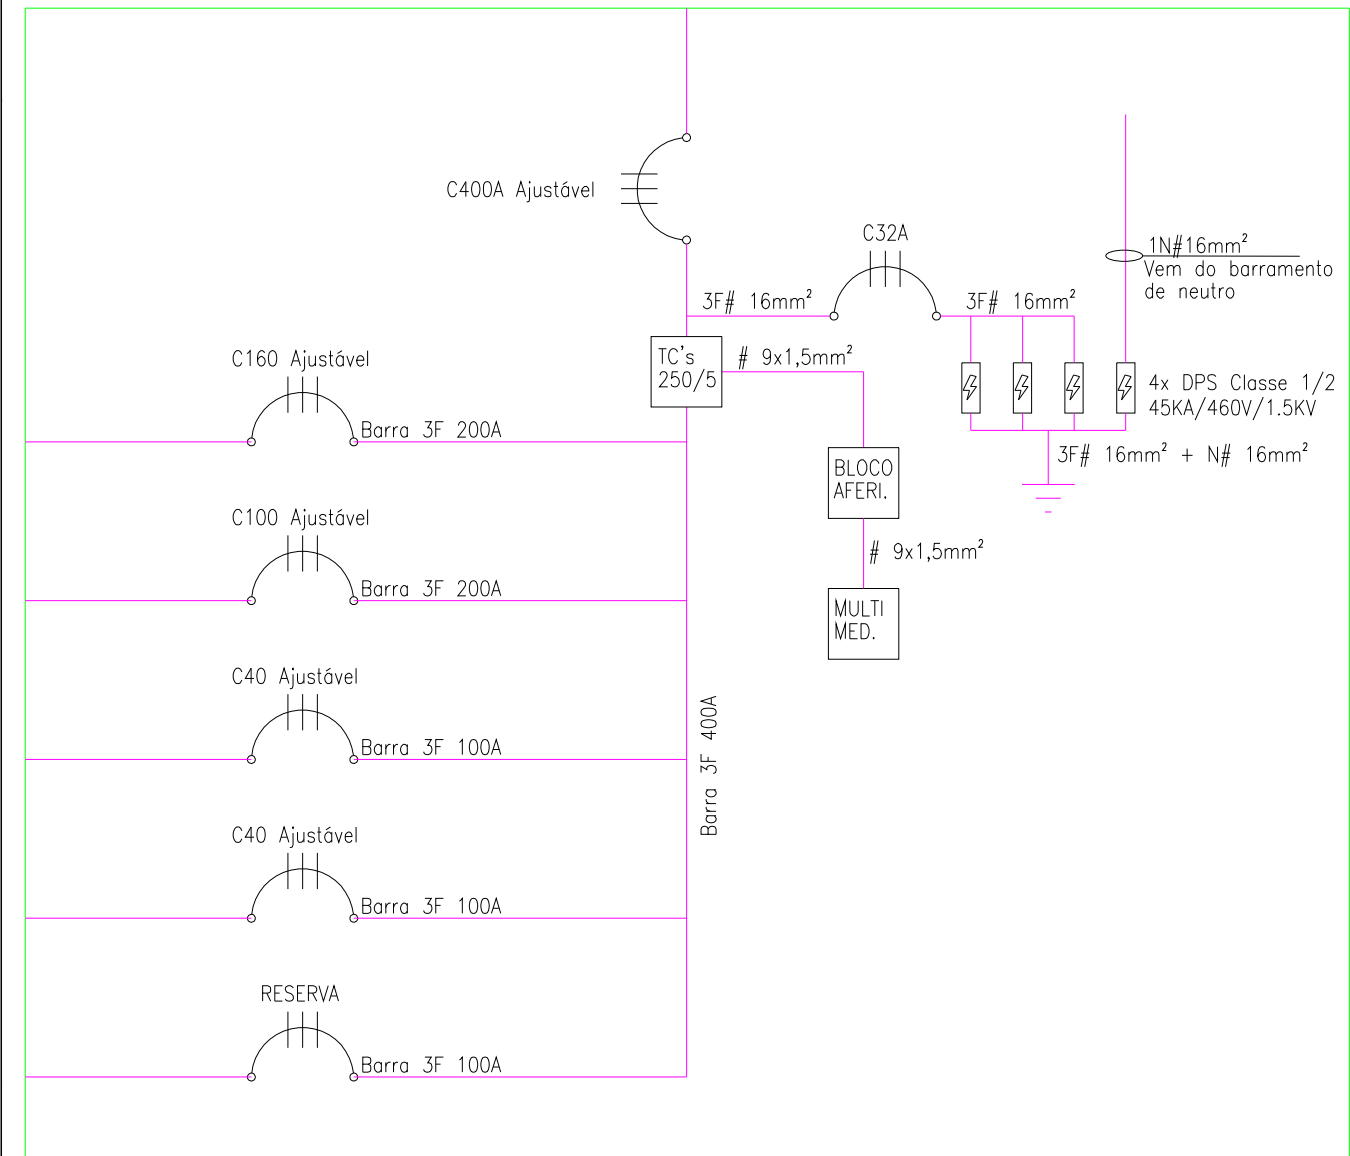 C400A Ajustável
C32A
1N#16mm²
Vem do barramento
de neutro
3F# 16mm²
3F# 16mm²
TC's
250/5
# 9x1,5mm²
C160 Ajustável
4x DPS Classe 1/2
45KA/460V/1.5KV
Barra 3F 200A
3F# 16mm² + N# 16mm²
BLOCO
AFERI.
C100 Ajustável
# 9x1,5mm²
Barra 3F 200A
MULTI
MED.
C40 Ajustável
Barra 3F 100A
Barra 3F 400A
C40 Ajustável
Barra 3F 100A
RESERVA
Barra 3F 100A